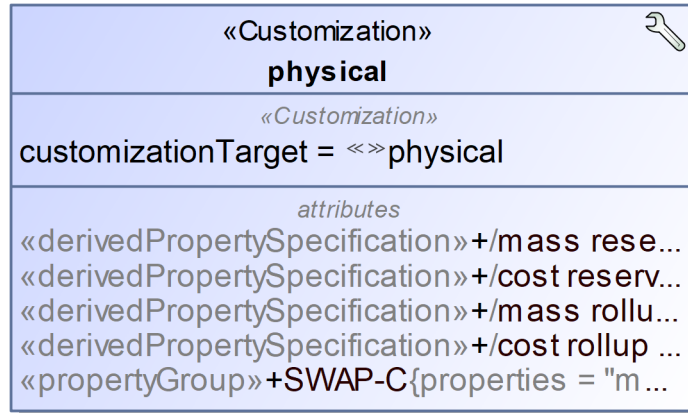 «Customization»
physical
«Customization»
customizationTarget = «»physical
attributes
«derivedPropertySpecification»+/mass rese...
«derivedPropertySpecification»+/cost reserv...
«derivedPropertySpecification»+/mass rollu...
«derivedPropertySpecification»+/cost rollup ...
«propertyGroup»+SWAP-C{properties = "m ...